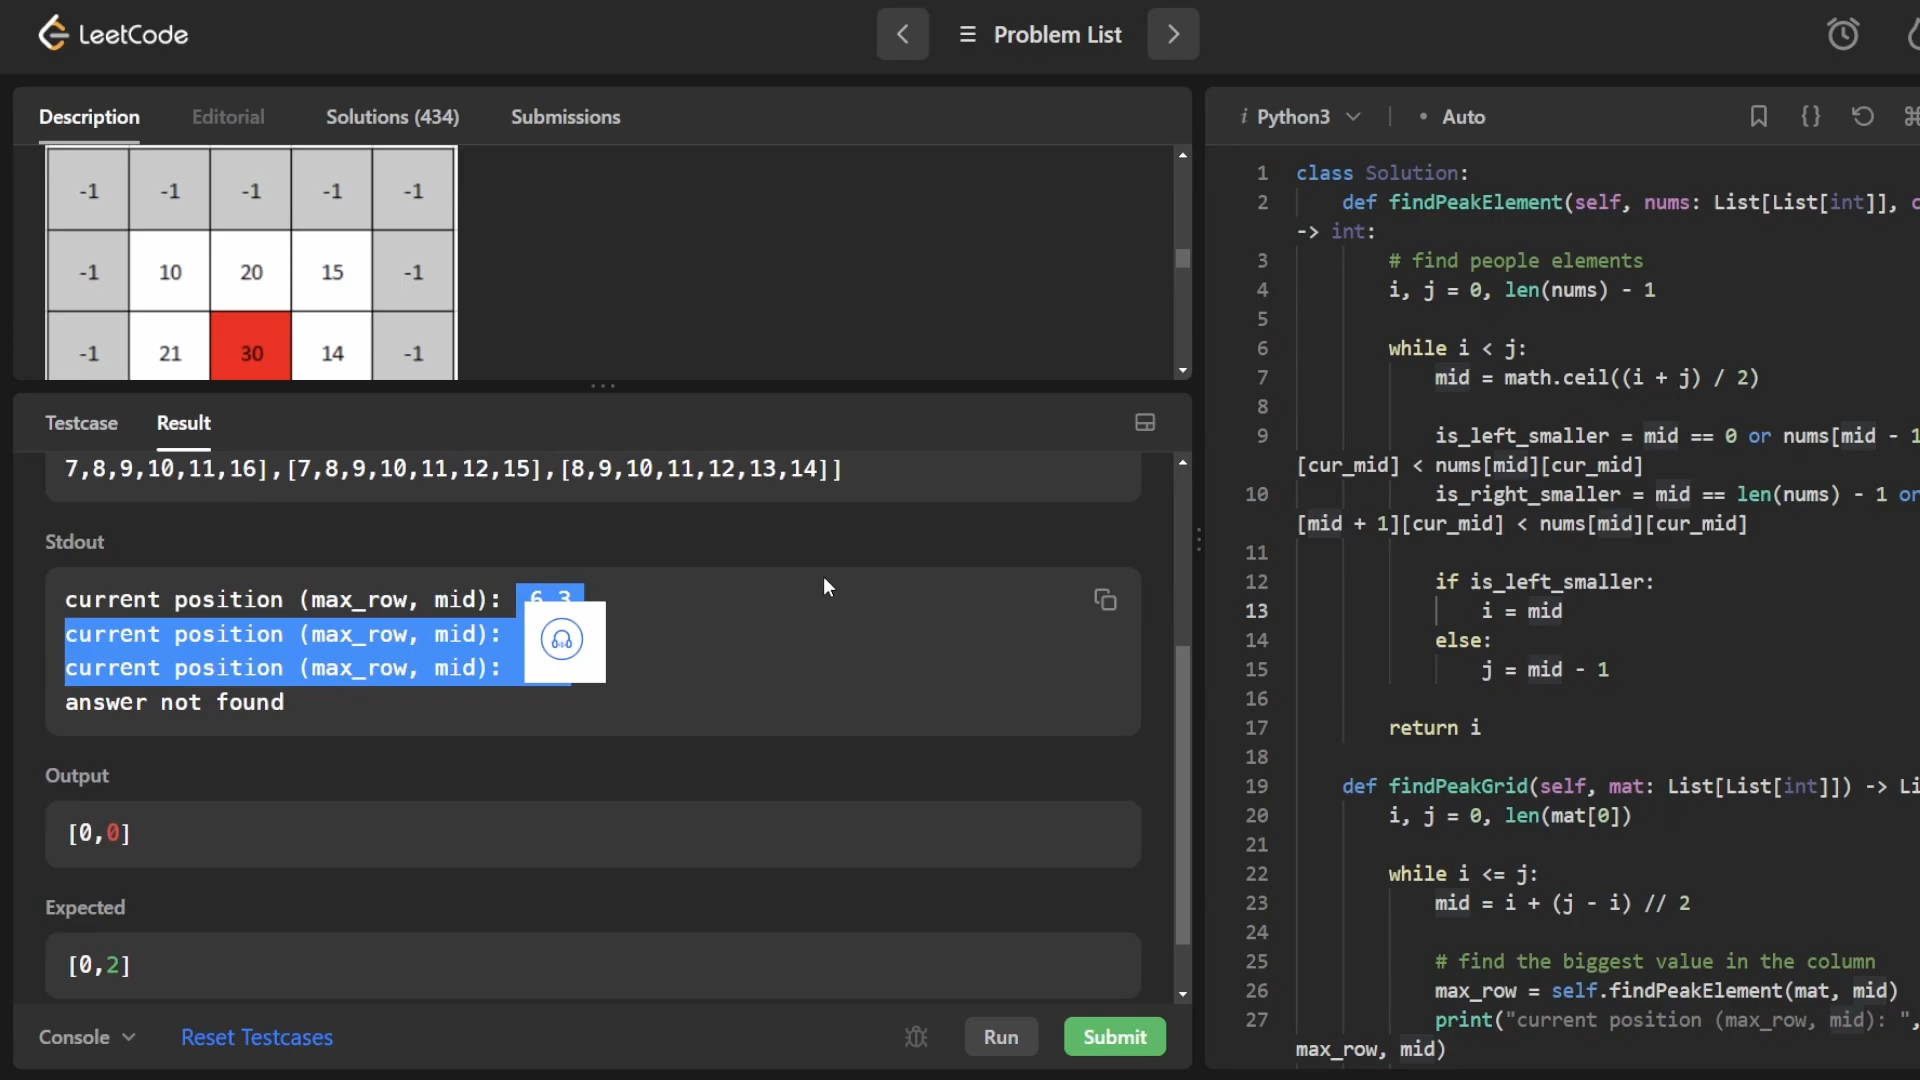 LeetCode
Problem List
Description Editorial Solutions (434) Submissions
-1 -1 -1 -1 -1
-1 10 20 15 -1
-1 21 30 14 -1
Testcase Result
7,8,9,10,11,16],[7,8,9,10,11,12,15],[8,9,10,11,12,13,14]]
Stdout
current position (max_row, mid): 6 3
current position (max_row, mid):
current position (max_row, mid):
answer not found
Output
[0,0]
Expected
[0,2]
Console Reset Testcases Run Submit
i Python3 • Auto
1 class Solution:
2 def findPeakElement(self, nums: List[List[int]], c
-> int:
3 # find people elements
4 i, j = 0, len(nums) - 1
5
6 while i < j:
7 mid = math.ceil((i + j) / 2)
8
9 is_left_smaller = mid == 0 or nums[mid - 1
[cur_mid] < nums[mid][cur_mid]
10 is_right_smaller = mid == len(nums) - 1 or
[mid + 1][cur_mid] < nums[mid][cur_mid]
11
12 if is_left_smaller:
13 i = mid
14 else:
15 j = mid - 1
16
17 return i
18
19 def findPeakGrid(self, mat: List[List[int]]) -> Li
20 i, j = 0, len(mat[0])
21
22 while i <= j:
23 mid = i + (j - i) // 2
24
25 # find the biggest value in the column
26 max_row = self.findPeakElement(mat, mid)
27 print("current position (max_row, mid): ",
max_row, mid)